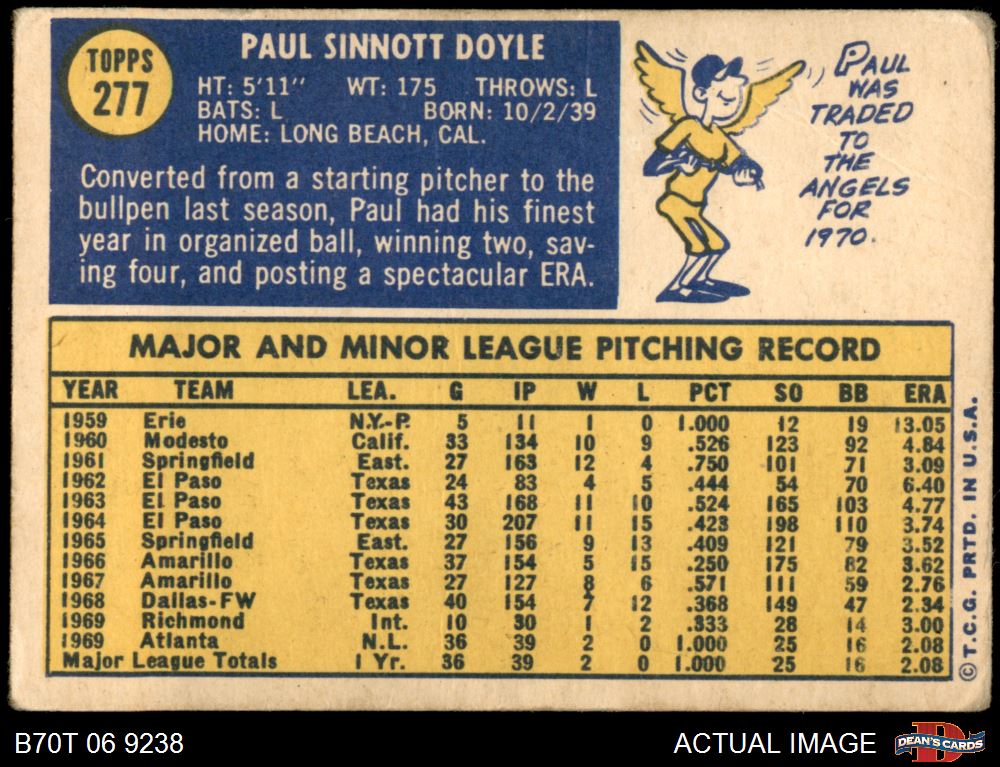 TOPPS
277
PAUL SINNOTT DOYLE
HT: 5'11" WT: 175 THROWS: L
BATS: L BORN: 10/2/39
HOME: LONG BEACH, CAL.
Converted from a starting pitcher to the
bullpen last season, Paul had his finest
year in organized ball, winning two, sav-
ing four, and posting a spectacular ERA.
PAUL
WAS
TRADED
TO
THE
ANGELS
FOR
1970.
MAJOR AND MINOR LEAGUE PITCHING RECORD
YEAR TEAM LEA. G IP W L PCT SO BB ERA
1959 Erie N.Y.-P. 5 11 1 0 1.000 12 19 13.05
1960 Modesto Calif. 33 134 10 9 .526 123 92 4.84
1961 Springfield East. 27 163 12 4 .750 101 71 3.09
1962 El Paso Texas 24 83 4 5 .444 54 70 6.40
1963 El Paso Texas 43 168 11 10 .524 165 103 4.77
1964 El Paso Texas 30 207 11 15 .423 198 110 3.74
1965 Springfield East. 27 156 9 13 .409 121 79 3.52
1966 Amarillo Texas 37 154 5 15 .250 175 82 3.62
1967 Amarillo Texas 27 127 8 6 .571 111 59 2.76
1968 Dallas-FW Texas 40 154 7 12 .368 149 47 2.34
1969 Richmond Int. 10 30 1 2 .333 28 14 3.00
1969 Atlanta N.L. 36 39 2 0 1.000 25 16 2.08
Major League Totals 1 Yr. 36 39 2 0 1.000 25 16 2.08
© T.C.G. PRTD. IN U.S.A.
B70T 06 9238
ACTUAL IMAGE
DEAN'S CARDS